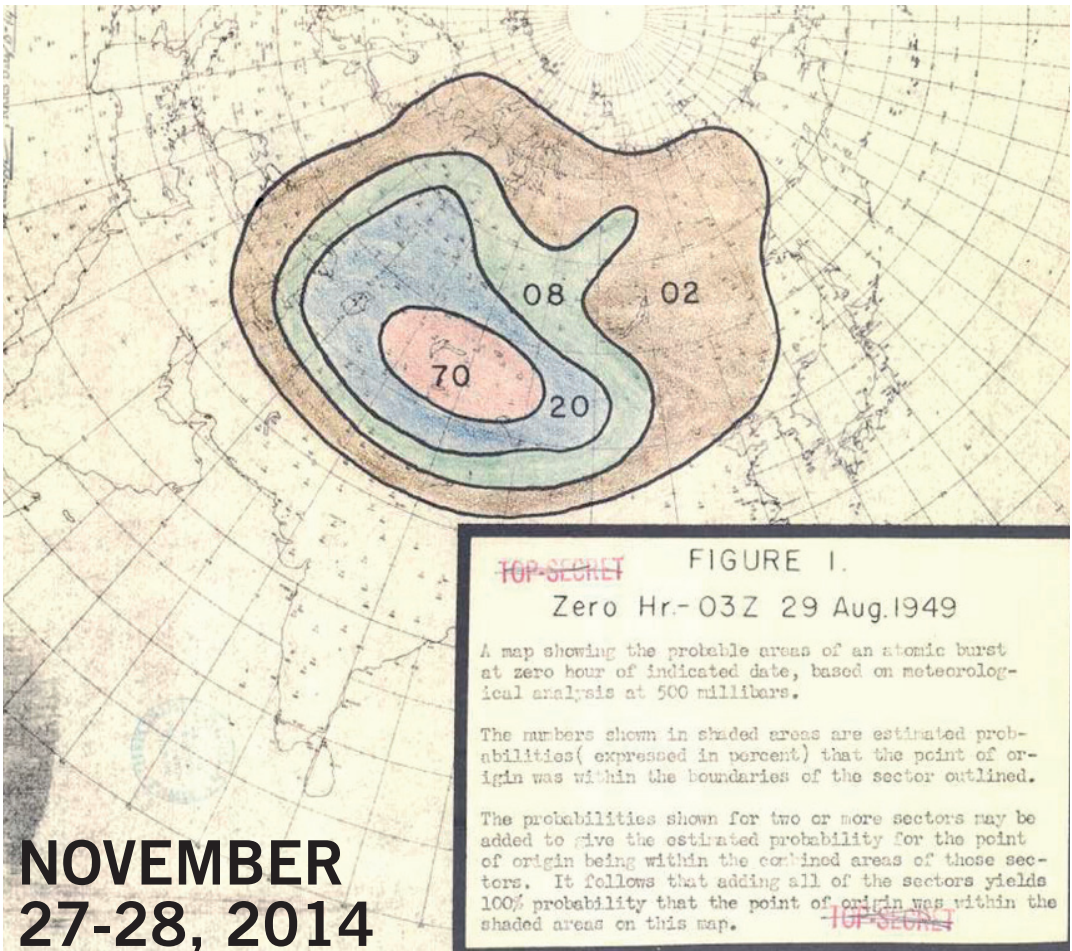 08
02
70
20
TOP-SECRET
FIGURE 1.
Zero Hr.- 03Z 29 Aug. 1949
A map showing the probable areas of an atomic burst
at zero hour of indicated date, based on meteorolog-
ical analysis at 500 millibars.
The numbers shown in shaded areas are estimated prob-
abilities( expressed in percent) that the point of or-
igin was within the boundaries of the sector outlined.
The probabilities shown for two or more sectors may be
added to give the estimated probability for the point
of origin being within the combined areas of those sec-
tors. It follows that adding all of the sectors yields
100% probability that the point of origin was within the
shaded areas on this map.
TOP-SECRET
NOVEMBER
27-28, 2014